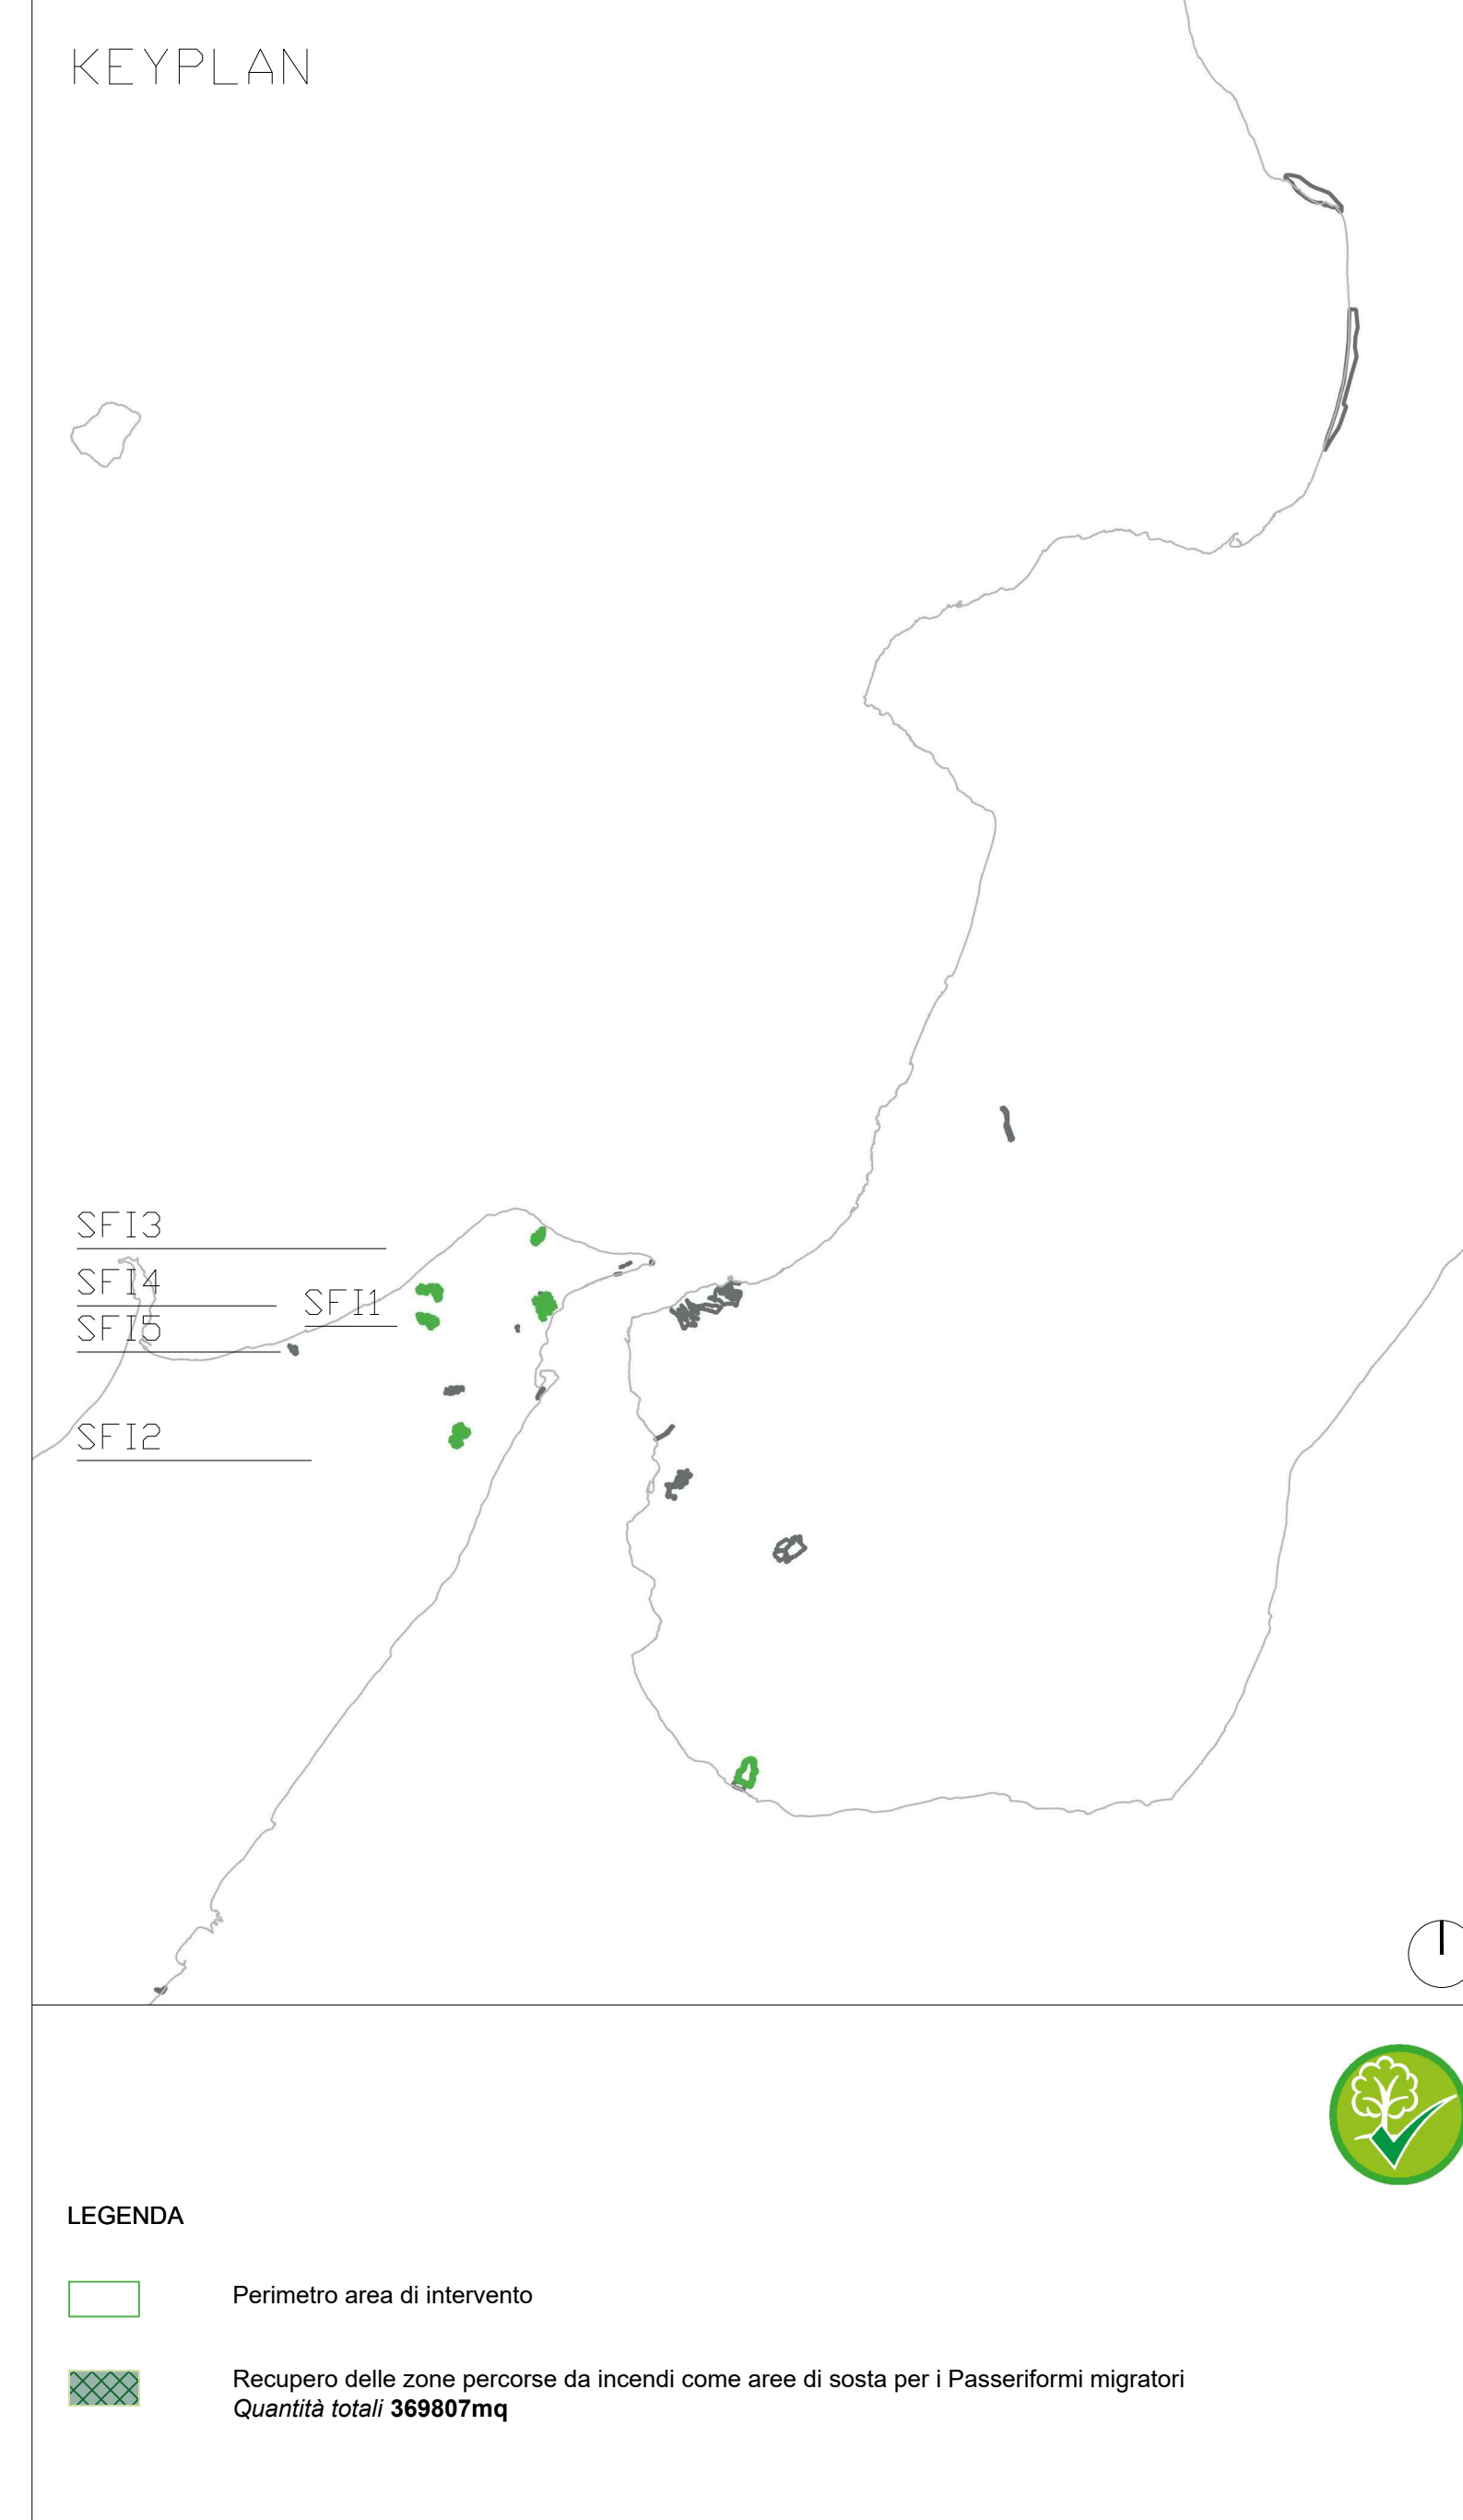 KEYPLAN
SFI3
SFI4
SFI1
SFI5
SFI2
LEGENDA
Perimetro area di intervento
Recupero delle zone percorse da incendi come aree di sosta per i Passeriformi migratori
Quantità totali 369807mq